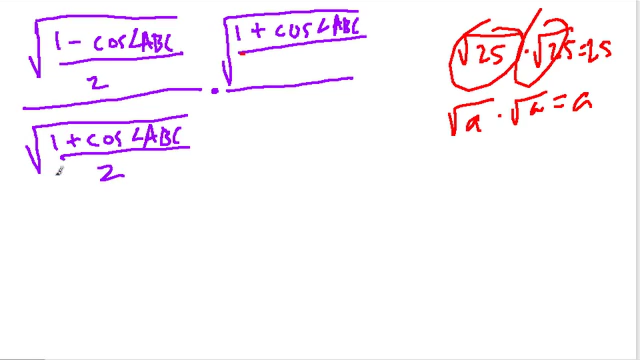 √(1 - cos∠ABC / 2) / √(1 + cos∠ABC / 2) · √(1 + cos∠ABC
√25 · √25 = 25
√a · √a = a